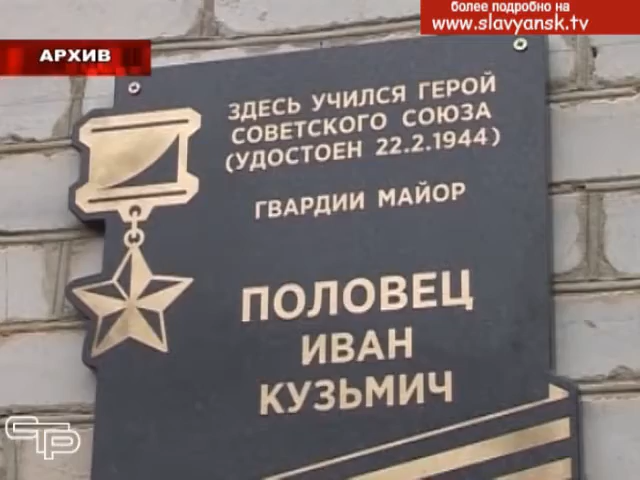 более подробно на
www.slavyansk.tv
АРХИВ
ЗДЕСЬ УЧИЛСЯ ГЕРОЙ
СОВЕТСКОГО СОЮЗА
(УДОСТОЕН 22.2.1944)
ГВАРДИИ МАЙОР
ПОЛОВЕЦ
ИВАН
КУЗЬМИЧ
СТР